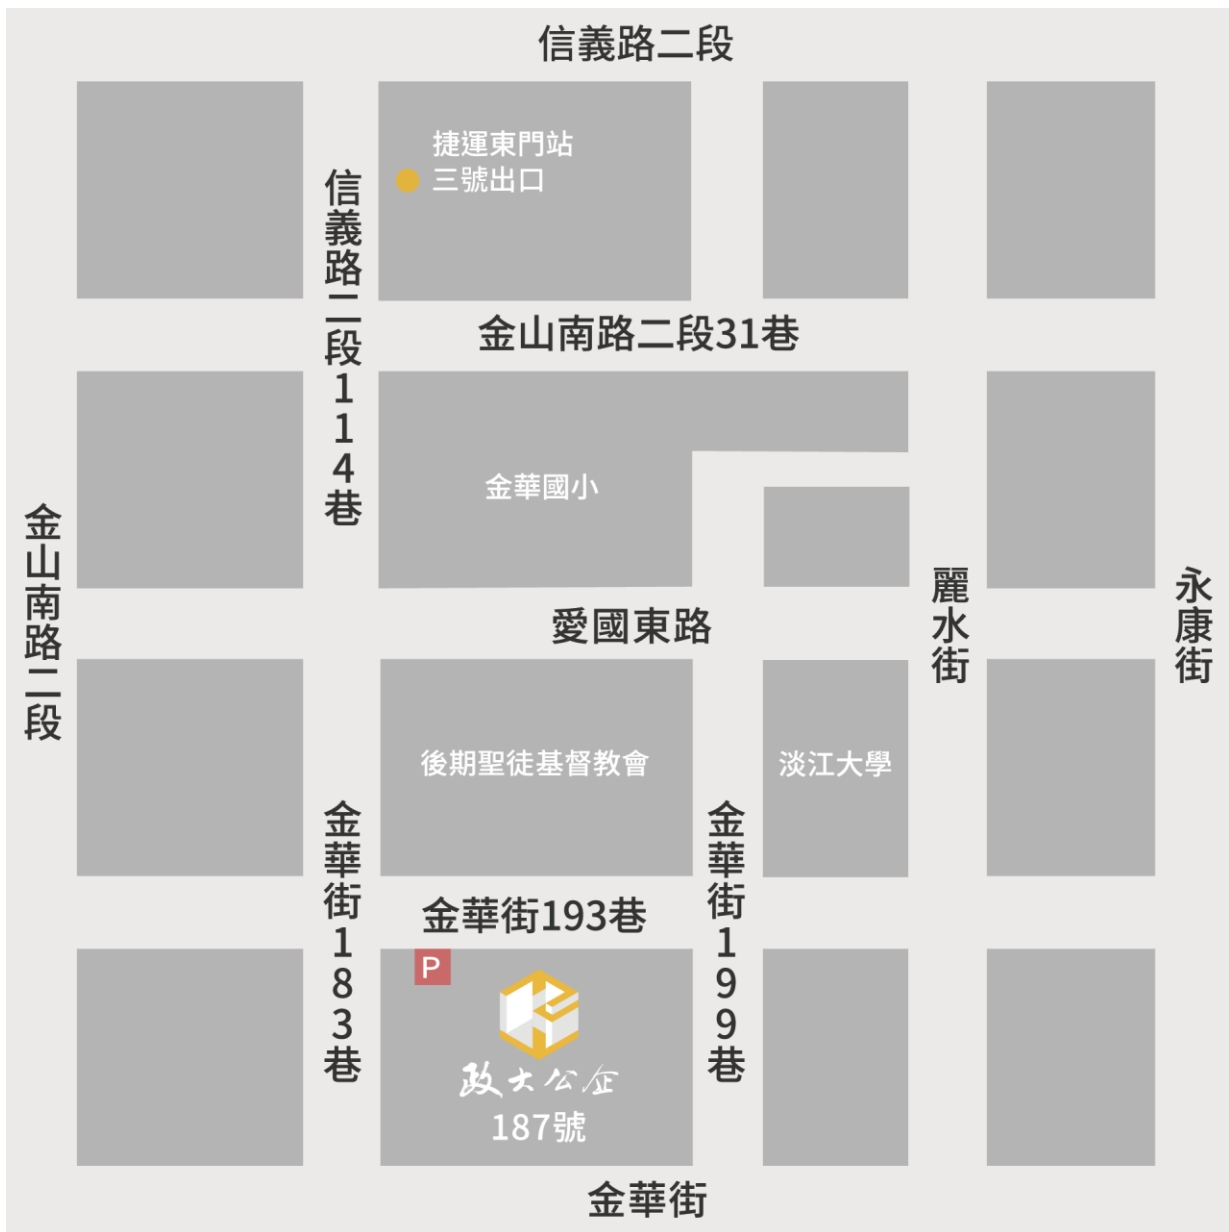 信義路二段
捷運東門站
三號出口
信義路二段114巷
金山南路二段31巷
金華國小
金山南路二段
愛國東路
麗水街
永康街
後期聖徒基督教會
淡江大學
金華街183巷
金華街199巷
金華街193巷
P
政大公企
187號
金華街